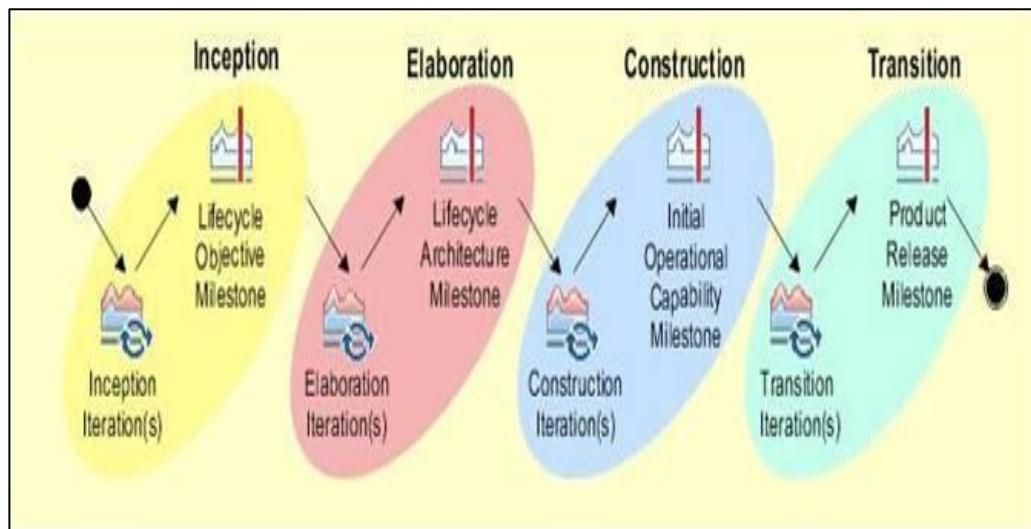 Inception
Lifecycle
Objective
Milestone
Inception
Iteration(s)
Elaboration
Lifecycle
Architecture
Milestone
Elaboration
Iteration(s)
Construction
Initial
Operational
Capability
Milestone
Construction
Iteration(s)
Transition
Product
Release
Milestone
Transition
Iteration(s)